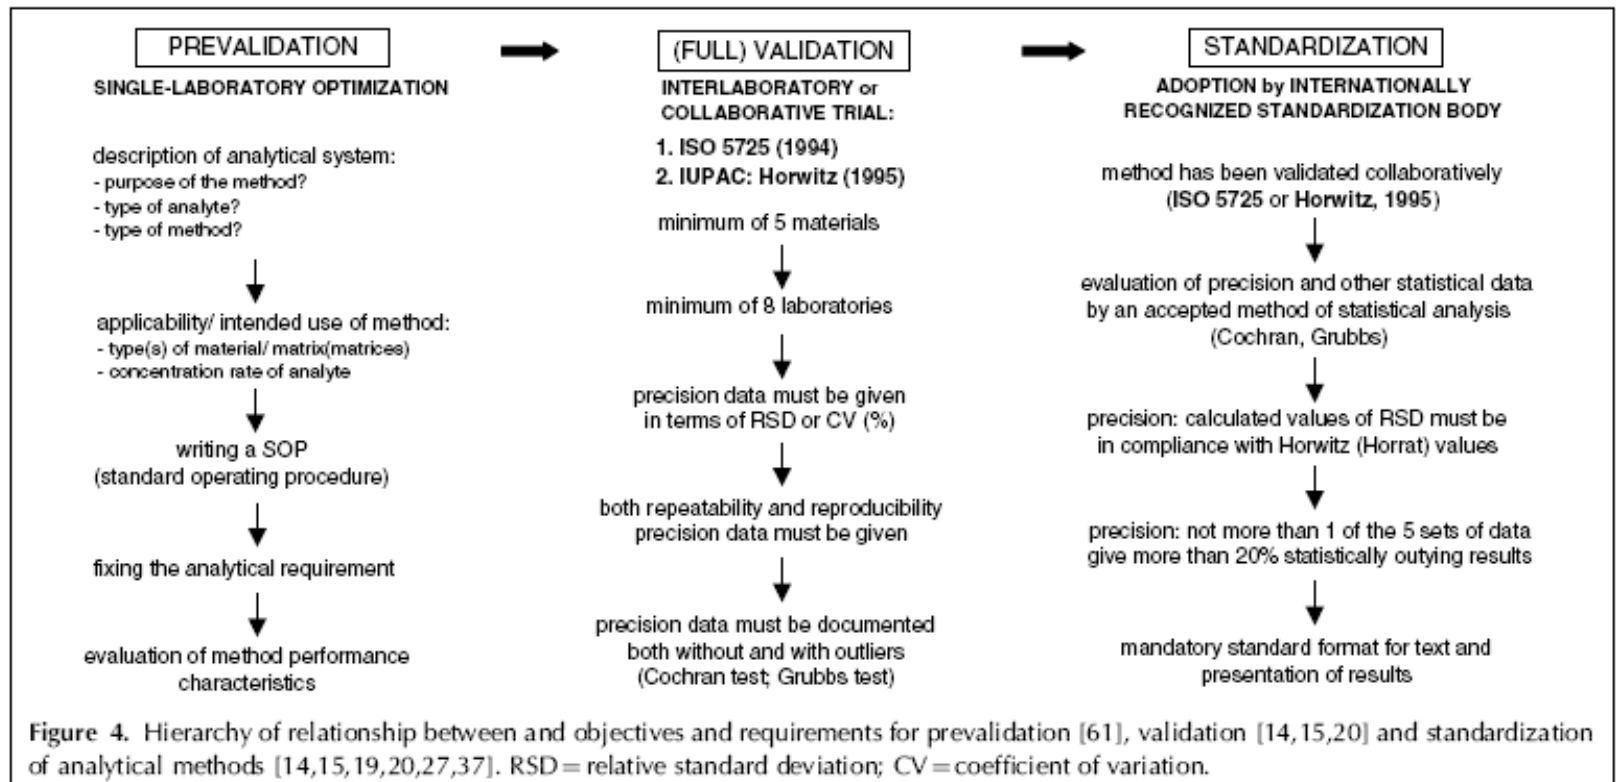 PREVALIDATION
SINGLE-LABORATORY OPTIMIZATION
description of analytical system:
- purpose of the method?
- type of analyte?
- type of method?
applicability/ intended use of method:
- type(s) of material/ matrix(matrices)
- concentration rate of analyte
writing a SOP
(standard operating procedure)
fixing the analytical requirement
evaluation of method performance
characteristics
(FULL) VALIDATION
INTERLABORATORY or
COLLABORATIVE TRIAL:
1. ISO 5725 (1994)
2. IUPAC: Horwitz (1995)
minimum of 5 materials
minimum of 8 laboratories
precision data must be given
in terms of RSD or CV (%)
both repeatability and reproducibility
precision data must be given
precision data must be documented
both without and with outliers
(Cochran test; Grubbs test)
STANDARDIZATION
ADOPTION by INTERNATIONALLY
RECOGNIZED STANDARDIZATION BODY
method has been validated collaboratively
(ISO 5725 or Horwitz, 1995)
evaluation of precision and other statistical data
by an accepted method of statistical analysis
(Cochran, Grubbs)
precision: calculated values of RSD must be
in compliance with Horwitz (Horrat) values
precision: not more than 1 of the 5 sets of data
give more than 20% statistically outying results
mandatory standard format for text and
presentation of results
Figure 4. Hierarchy of relationship between and objectives and requirements for prevalidation [61], validation [14,15,20] and standardization
of analytical methods [14,15,19,20,27,37]. RSD=relative standard deviation; CV=coefficient of variation.